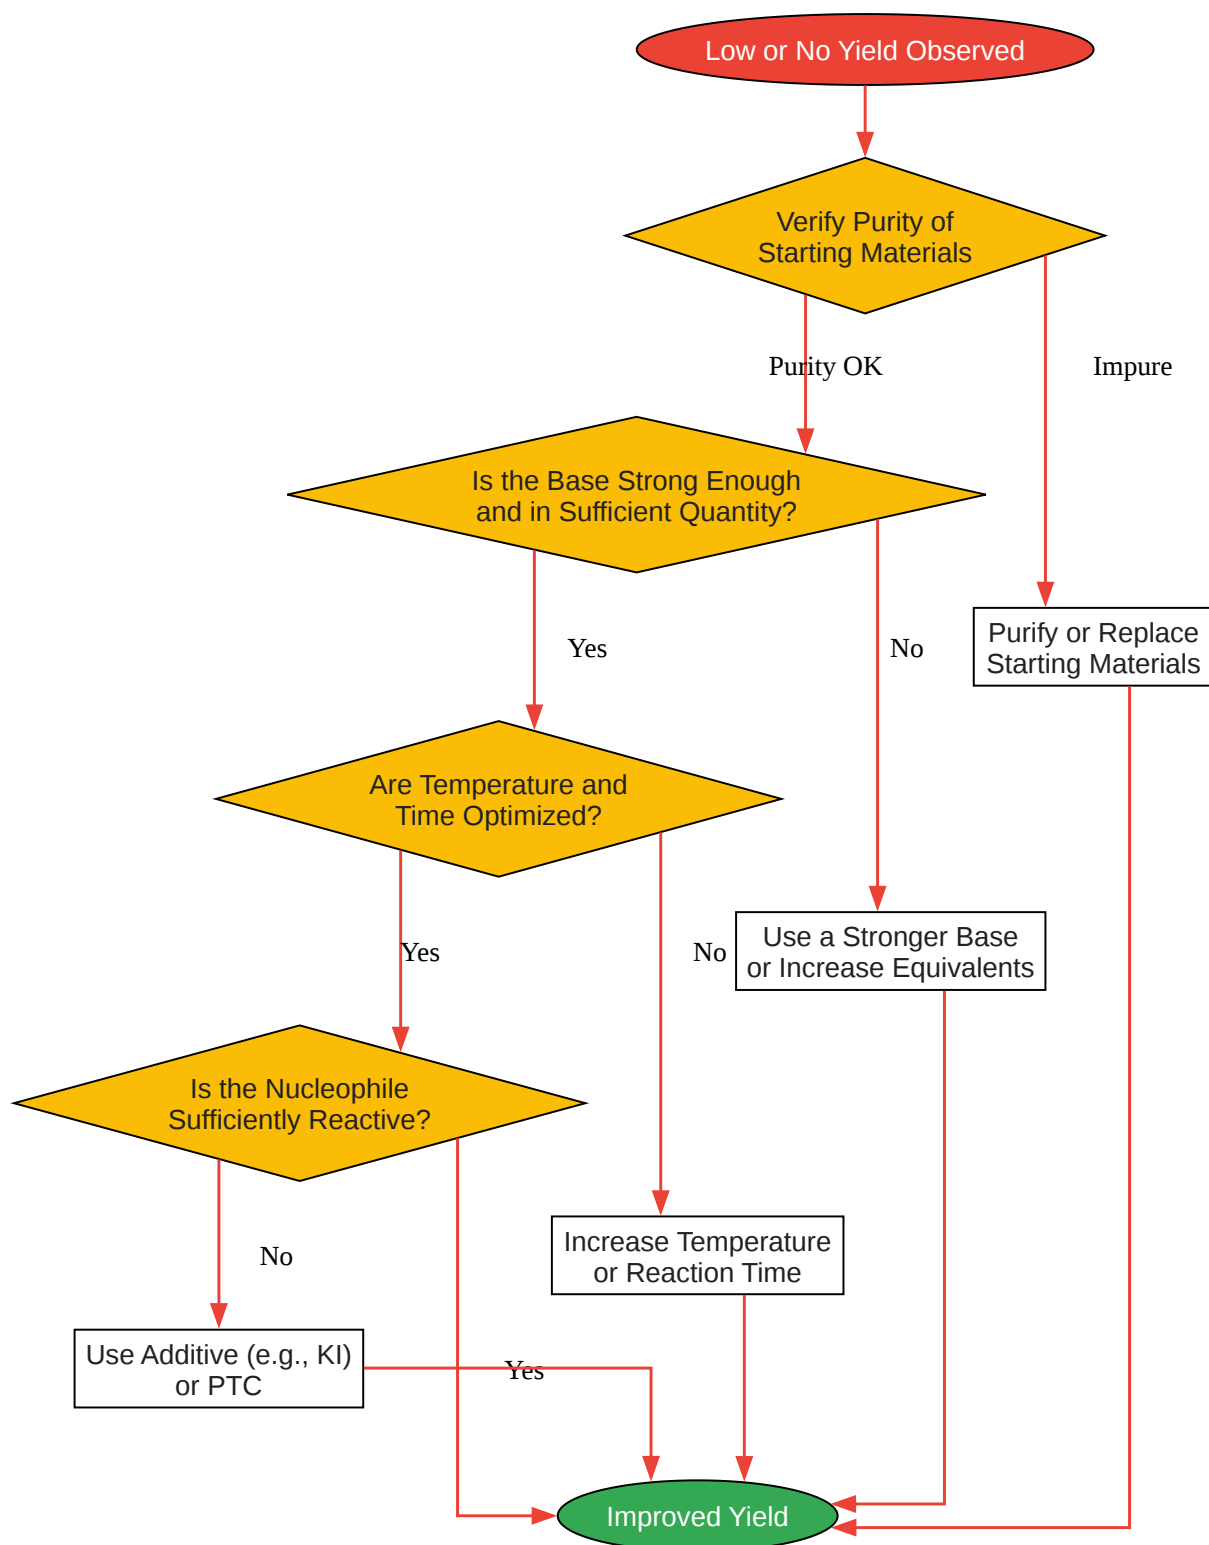 Low or No Yield Observed
Verify Purity of
Starting Materials
Purity OK
Impure
Is the Base Strong Enough
and in Sufficient Quantity?
Yes
No
Purify or Replace
Starting Materials
Are Temperature and
Time Optimized?
Yes
No
Use a Stronger Base
or Increase Equivalents
Is the Nucleophile
Sufficiently Reactive?
No
Increase Temperature
or Reaction Time
Use Additive (e.g., KI)
or PTC
Yes
Improved Yield